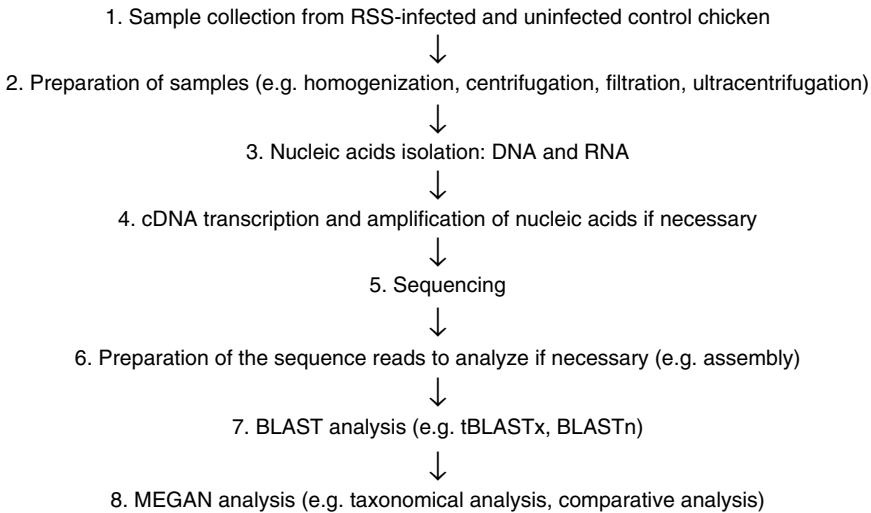 1. Sample collection from RSS-infected and uninfected control chicken
2. Preparation of samples (e.g. homogenization, centrifugation, filtration, ultracentrifugation)
3. Nucleic acids isolation: DNA and RNA
4. cDNA transcription and amplification of nucleic acids if necessary
5. Sequencing
6. Preparation of the sequence reads to analyze if necessary (e.g. assembly)
7. BLAST analysis (e.g. tBLASTx, BLASTn)
8. MEGAN analysis (e.g. taxonomical analysis, comparative analysis)